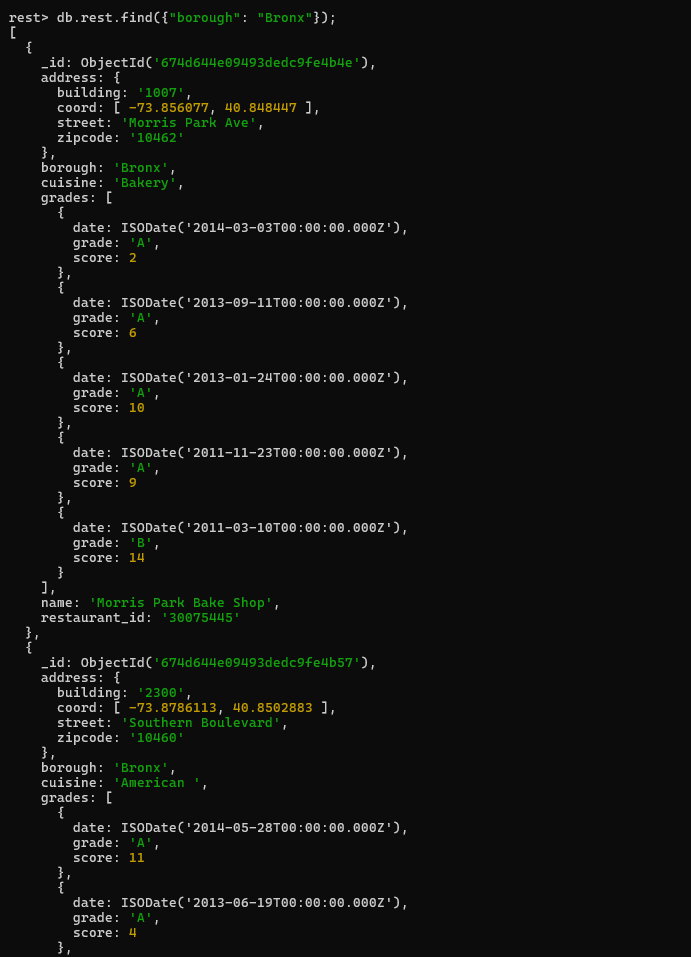 rest> db.rest.find({"borough": "Bronx"});
[
  {
    _id: ObjectId('674d644e09493dedc9fe4b4e'),
    address: {
      building: '1007',
      coord: [ -73.856077, 40.848447 ],
      street: 'Morris Park Ave',
      zipcode: '10462'
    },
    borough: 'Bronx',
    cuisine: 'Bakery',
    grades: [
      {
        date: ISODate('2014-03-03T00:00:00.000Z'),
        grade: 'A',
        score: 2
      },
      {
        date: ISODate('2013-09-11T00:00:00.000Z'),
        grade: 'A',
        score: 6
      },
      {
        date: ISODate('2013-01-24T00:00:00.000Z'),
        grade: 'A',
        score: 10
      },
      {
        date: ISODate('2011-11-23T00:00:00.000Z'),
        grade: 'A',
        score: 9
      },
      {
        date: ISODate('2011-03-10T00:00:00.000Z'),
        grade: 'B',
        score: 14
      }
    ],
    name: 'Morris Park Bake Shop',
    restaurant_id: '30075445'
  },
  {
    _id: ObjectId('674d644e09493dedc9fe4b57'),
    address: {
      building: '2300',
      coord: [ -73.8786113, 40.8502883 ],
      street: 'Southern Boulevard',
      zipcode: '10460'
    },
    borough: 'Bronx',
    cuisine: 'American ',
    grades: [
      {
        date: ISODate('2014-05-28T00:00:00.000Z'),
        grade: 'A',
        score: 11
      },
      {
        date: ISODate('2013-06-19T00:00:00.000Z'),
        grade: 'A',
        score: 4
      },